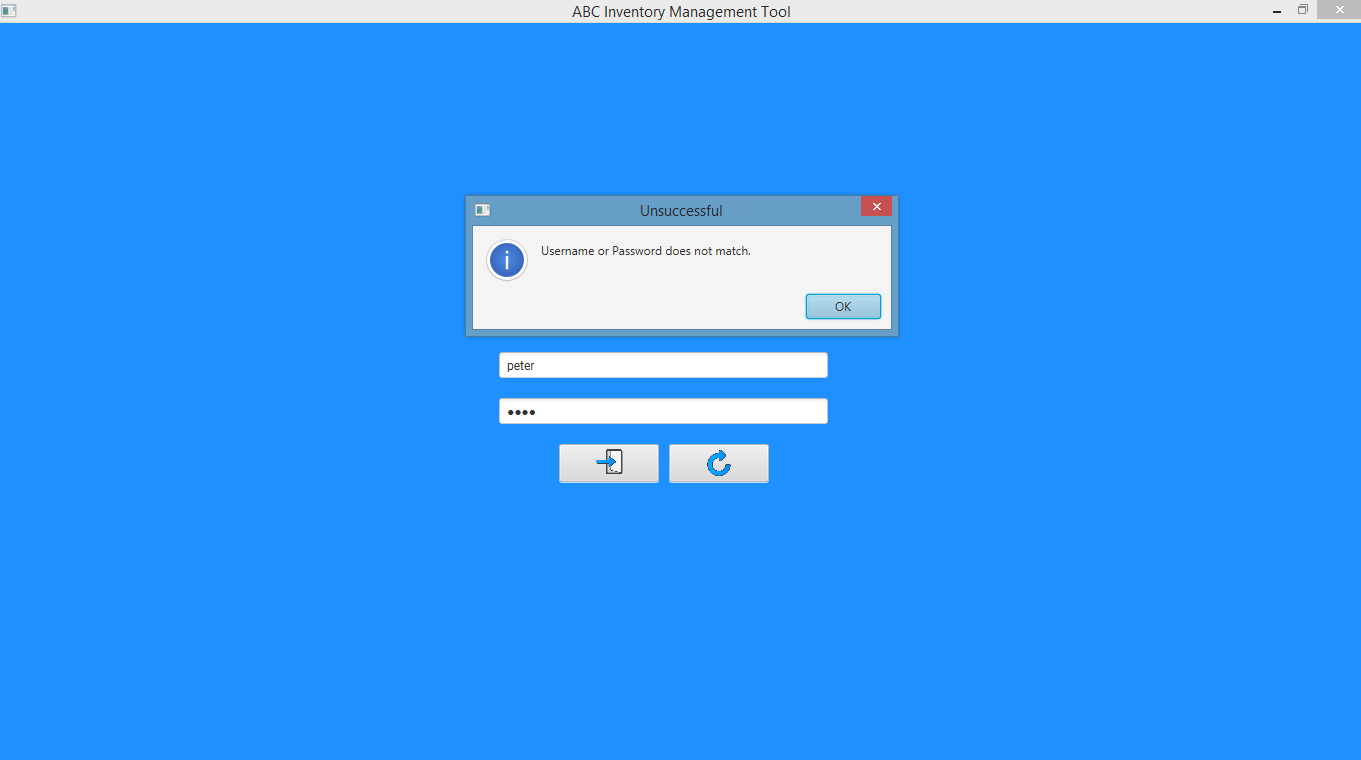 ABC Inventory Management Tool
Unsuccessful
Username or Password does not match.
OK
peter